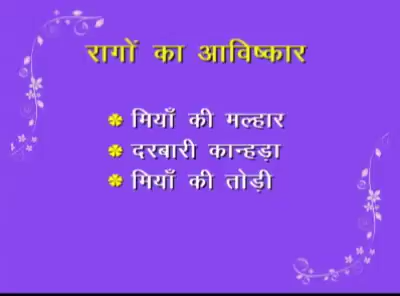 रागों का आविष्कार
मियाँ की मल्हार
दरबारी कान्हड़ा
मियाँ की तोड़ी